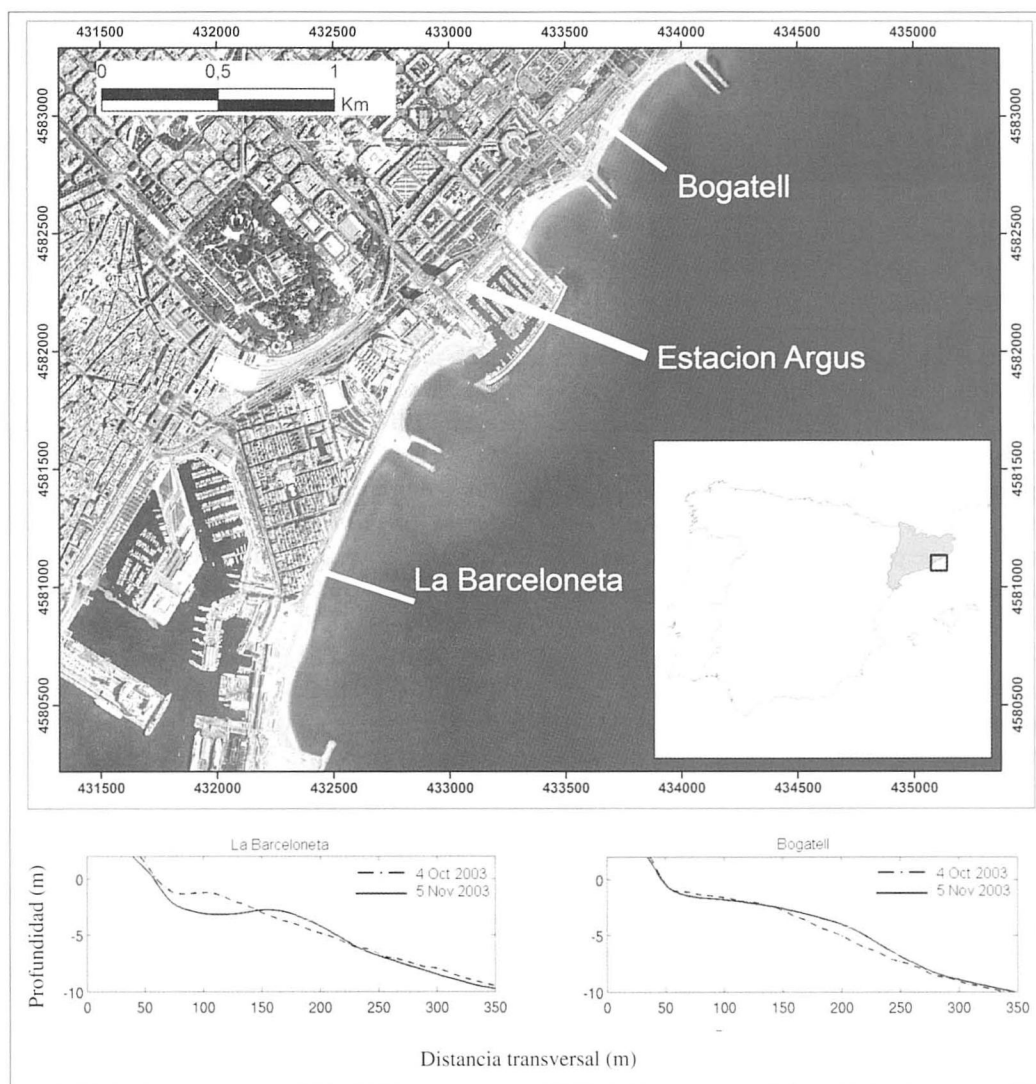 431500 432000 432500 433000 433500 434000 434500 435000
0 0,5 1
Km
4583000
4582500
4582000
4581500
4581000
4580500
4583000
4582500
4582000
4581500
4581000
4580500
Bogatell
Estacion Argus
La Barceloneta
431500 432000 432500 433000 433500 434000 434500 435000
Profundidad (m)
La Barceloneta
4 Oct 2003
5 Nov 2003
0
-5
-10
0 50 100 150 200 250 300 350
Bogatell
4 Oct 2003
5 Nov 2003
0
-5
-10
0 50 100 150 200 250 300 350
Distancia transversal (m)